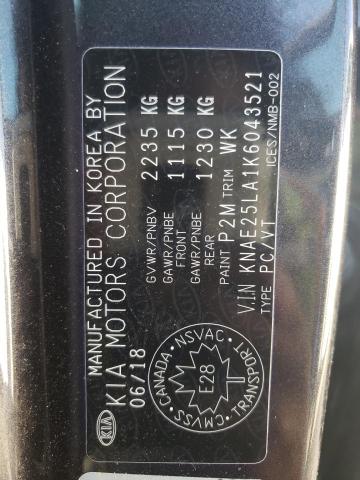 MANUFACTURED IN KOREA BY
KIA MOTORS CORPORATION
06/18
GVWR/PNBV 2235 KG
GAWR/PNBE FRONT 1115 KG
GAWR/PNBE REAR 1230 KG
PAINT P2M TRIM WK
V.IN KNAE25LA1K6043521
TYPE PC/VT ICES/NMB-002
KIA
CANADA · NSVAC · TRANSPORT · CMVSS
E28
T